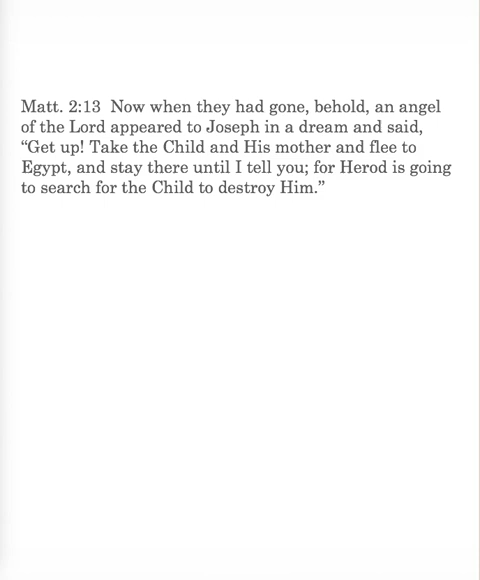 Matt. 2:13  Now when they had gone, behold, an angel
of the Lord appeared to Joseph in a dream and said,
“Get up! Take the Child and His mother and flee to
Egypt, and stay there until I tell you; for Herod is going
to search for the Child to destroy Him.”